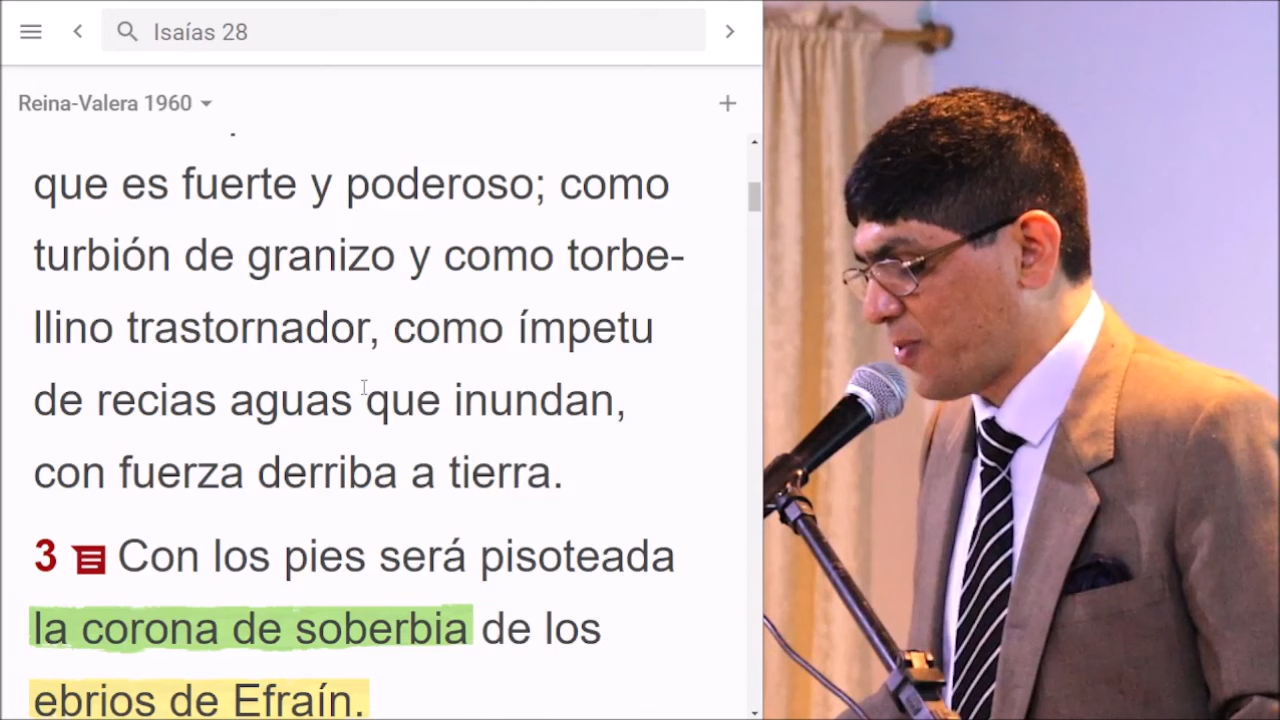 Isaías 28
Reina-Valera 1960
que es fuerte y poderoso; como
turbión de granizo y como torbe-
llino trastornador, como ímpetu
de recias aguas que inundan,
con fuerza derriba a tierra.
3 Con los pies será pisoteada
la corona de soberbia de los
ebrios de Efraín.